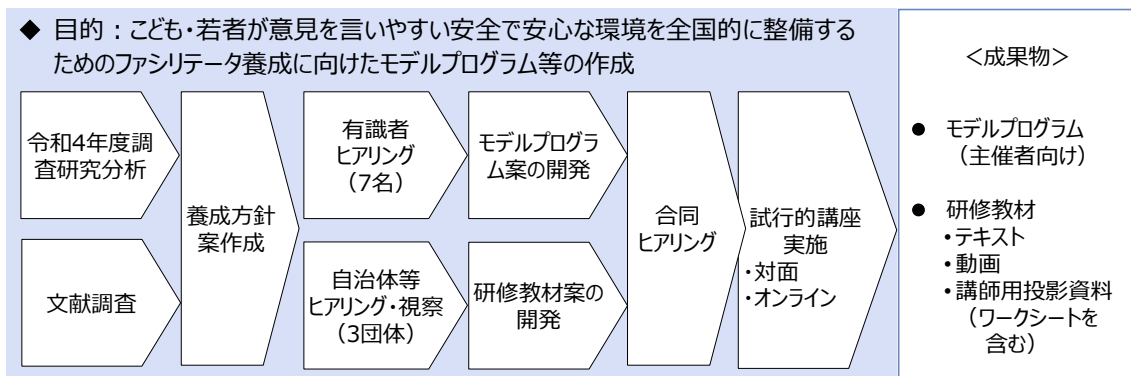 ◆ 目的：こども・若者が意見を言いやすい安全で安心な環境を全国的に整備する
ためのファシリテータ養成に向けたモデルプログラム等の作成
令和4年度調
査研究分析
文献調査
養成方針
案作成
有識者
ヒアリング
（7名）
自治体等
ヒアリング・視察
（3団体）
モデルプログラ
ム案の開発
研修教材案の
開発
合同
ヒアリング
試行的講座
実施
・対面
・オンライン
＜成果物＞
● モデルプログラム
（主催者向け）
● 研修教材
・テキスト
・動画
・講師用投影資料
（ワークシートを
含む）